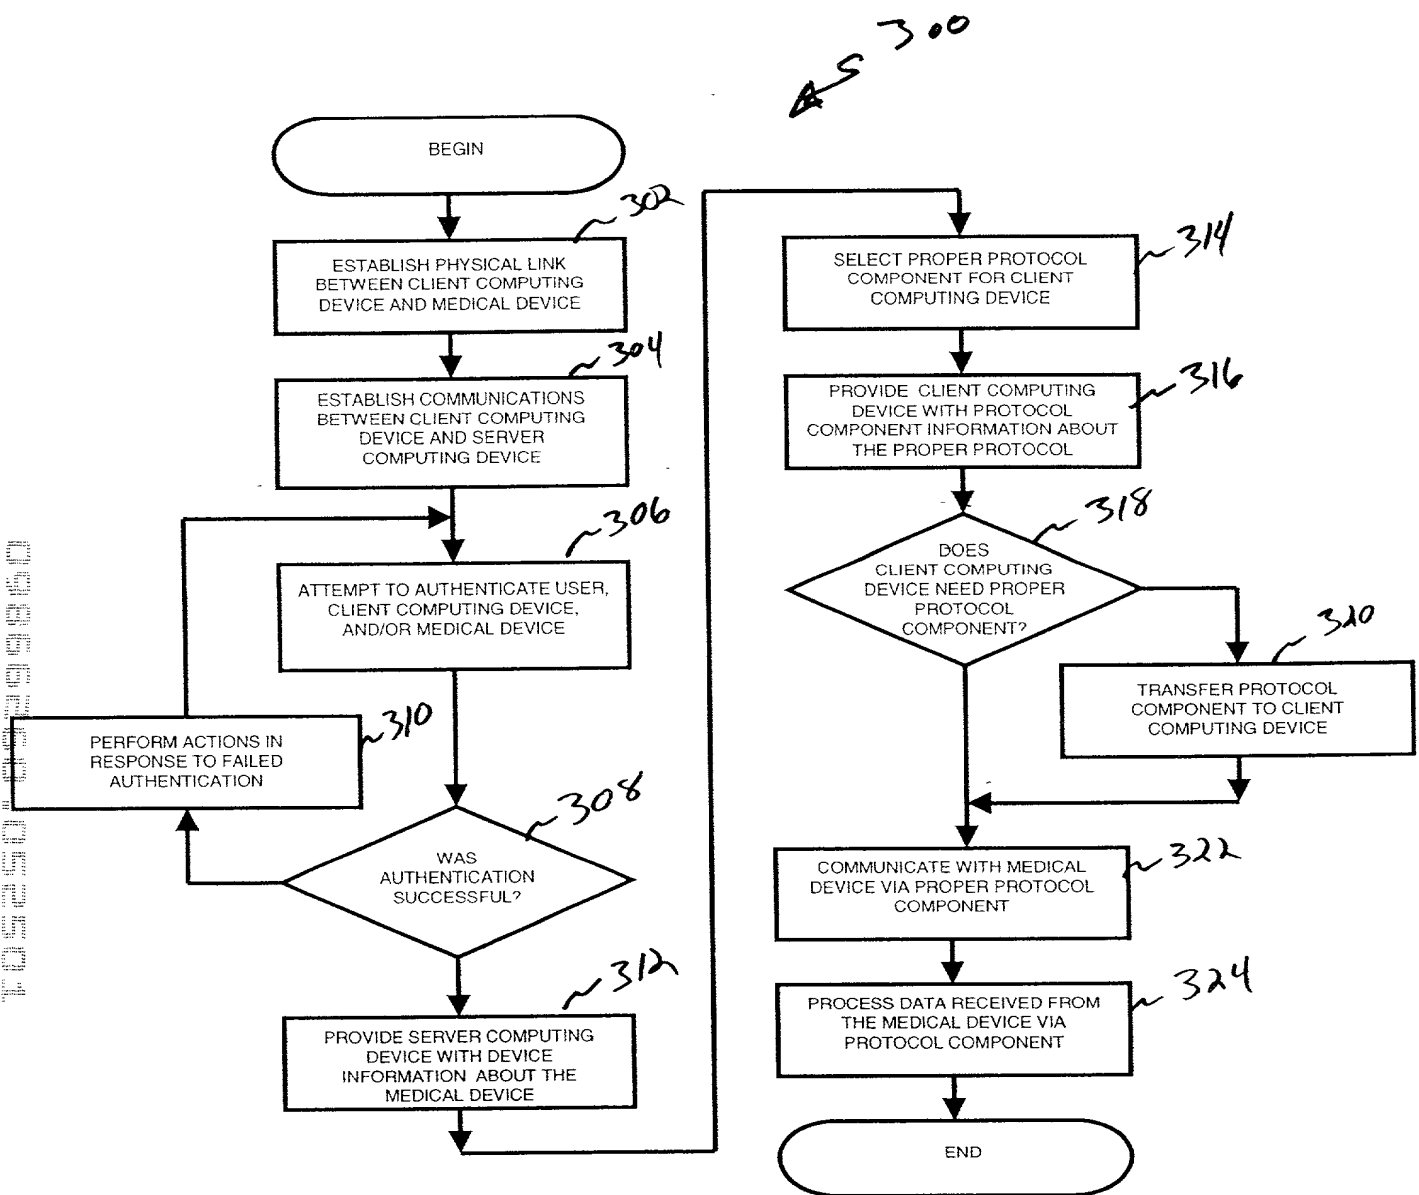 300
BEGIN
302
ESTABLISH PHYSICAL LINK
BETWEEN CLIENT COMPUTING
DEVICE AND MEDICAL DEVICE
304
ESTABLISH COMMUNICATIONS
BETWEEN CLIENT COMPUTING
DEVICE AND SERVER
COMPUTING DEVICE
306
ATTEMPT TO AUTHENTICATE USER,
CLIENT COMPUTING DEVICE,
AND/OR MEDICAL DEVICE
310
PERFORM ACTIONS IN
RESPONSE TO FAILED
AUTHENTICATION
308
WAS
AUTHENTICATION
SUCCESSFUL?
312
PROVIDE SERVER COMPUTING
DEVICE WITH DEVICE
INFORMATION ABOUT THE
MEDICAL DEVICE
314
SELECT PROPER PROTOCOL
COMPONENT FOR CLIENT
COMPUTING DEVICE
316
PROVIDE CLIENT COMPUTING
DEVICE WITH PROTOCOL
COMPONENT INFORMATION ABOUT
THE PROPER PROTOCOL
318
DOES
CLIENT COMPUTING
DEVICE NEED PROPER
PROTOCOL
COMPONENT?
320
TRANSFER PROTOCOL
COMPONENT TO CLIENT
COMPUTING DEVICE
322
COMMUNICATE WITH MEDICAL
DEVICE VIA PROPER PROTOCOL
COMPONENT
324
PROCESS DATA RECEIVED FROM
THE MEDICAL DEVICE VIA
PROTOCOL COMPONENT
END